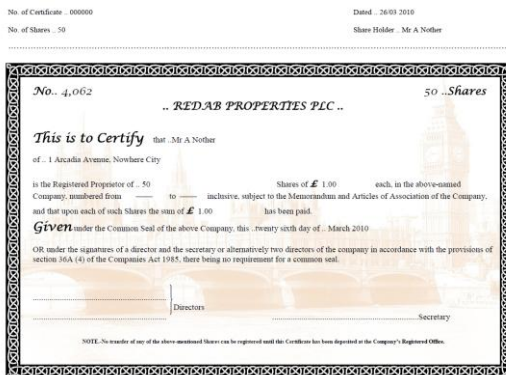 No. of Certificate .. 000000 Dated .. 26/03 2010
No. of Shares .. 50 Share Holder .. Mr A Nother
No.. 4,062 50 ..Shares
.. REDAB PROPERTIES PLC ..
This is to Certify that ..Mr A Nother
of .. 1 Arcadia Avenue, Nowhere City
is the Registered Proprietor of .. 50 Shares of £ 1.00 each, in the above-named
Company, numbered from —— to —— inclusive, subject to the Memorandum and Articles of Association of the Company,
and that upon each of such Shares the sum of £ 1.00 has been paid.
Given under the Common Seal of the above Company, this ..twenty sixth day of .. March 2010
OR under the signatures of a director and the secretary or alternatively two directors of the company in accordance with the provisions of
section 36A (4) of the Companies Act 1985, there being no requirement for a common seal.
Directors
Secretary
NOTE.-No transfer of any of the above-mentioned Shares can be registered until this Certificate has been deposited at the Company's Registered Office.